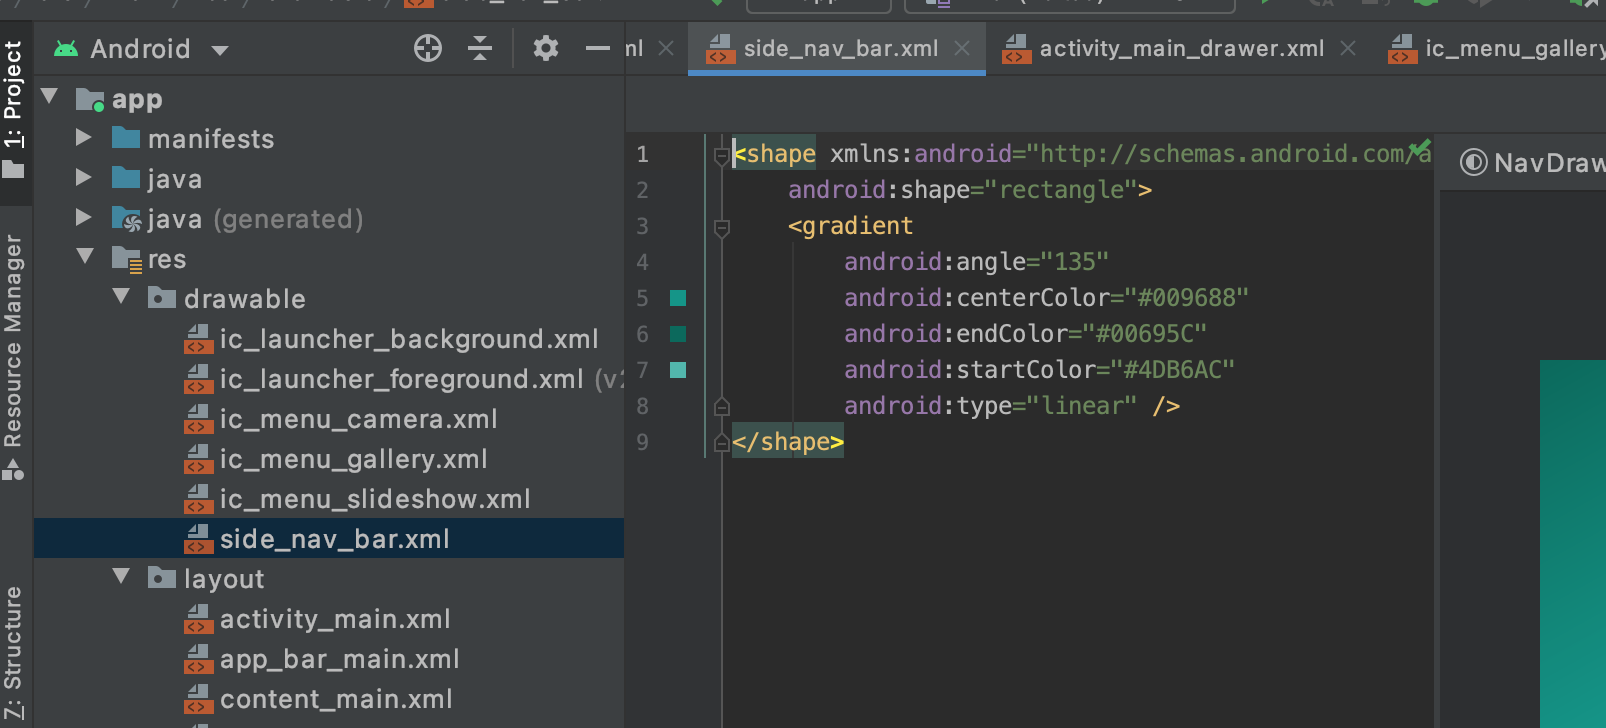 1: Project
Resource Manager
7: Structure
Android
app
manifests
java
java (generated)
res
drawable
ic_launcher_background.xml
ic_launcher_foreground.xml
ic_menu_camera.xml
ic_menu_gallery.xml
ic_menu_slideshow.xml
side_nav_bar.xml
layout
activity_main.xml
app_bar_main.xml
content_main.xml
ml side_nav_bar.xml activity_main_drawer.xml ic_menu_gallery
1 <shape xmlns:android="http://schemas.android.com/a
2 android:shape="rectangle">
3 <gradient
4 android:angle="135"
5 android:centerColor="#009688"
6 android:endColor="#00695C"
7 android:startColor="#4DB6AC"
8 android:type="linear" />
9 </shape>
NavDraw